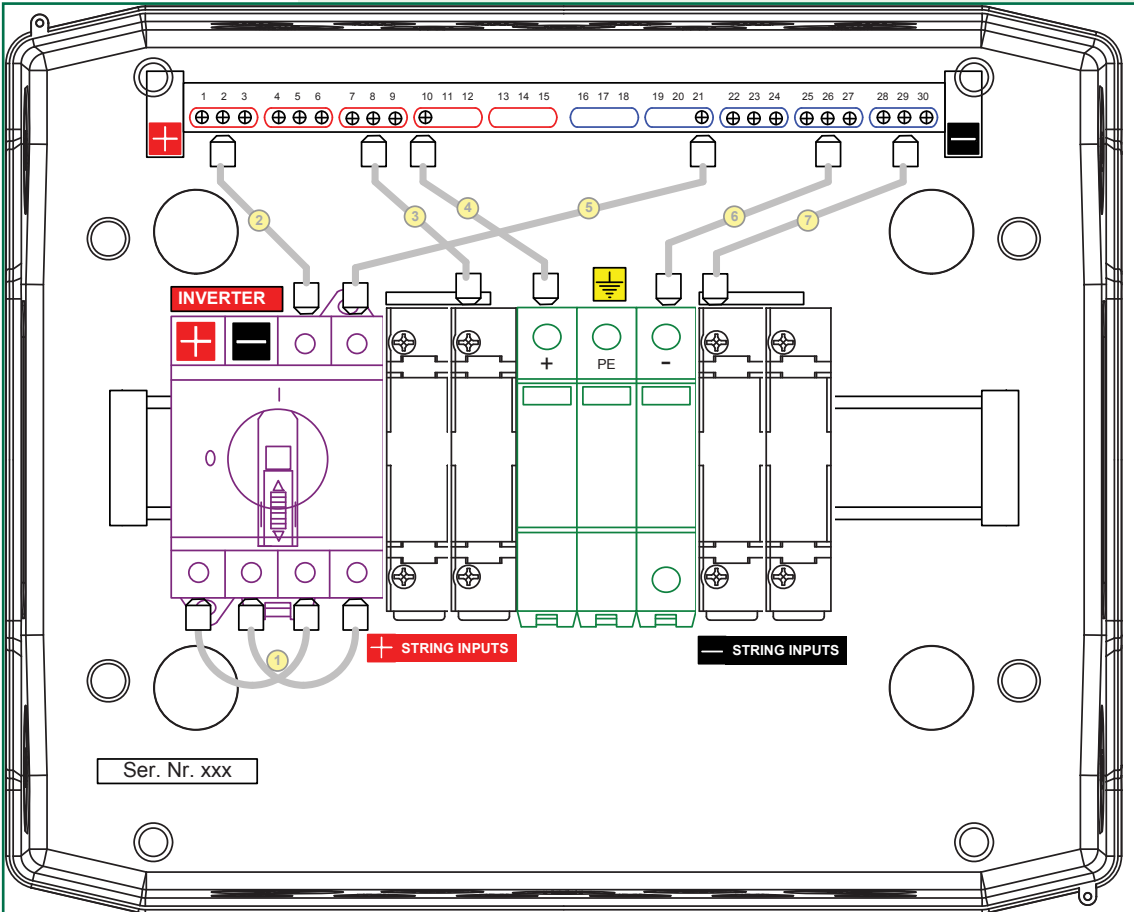 1 2 3 4 5 6 7 8 9 10 11 12 13 14 15 16 17 18 19 20 21 22 23 24 25 26 27 28 29 30
+
−
2
3
4
5
6
7
INVERTER
+ −
+ PE -
I
O
1
+ STRING INPUTS
− STRING INPUTS
Ser. Nr. xxx